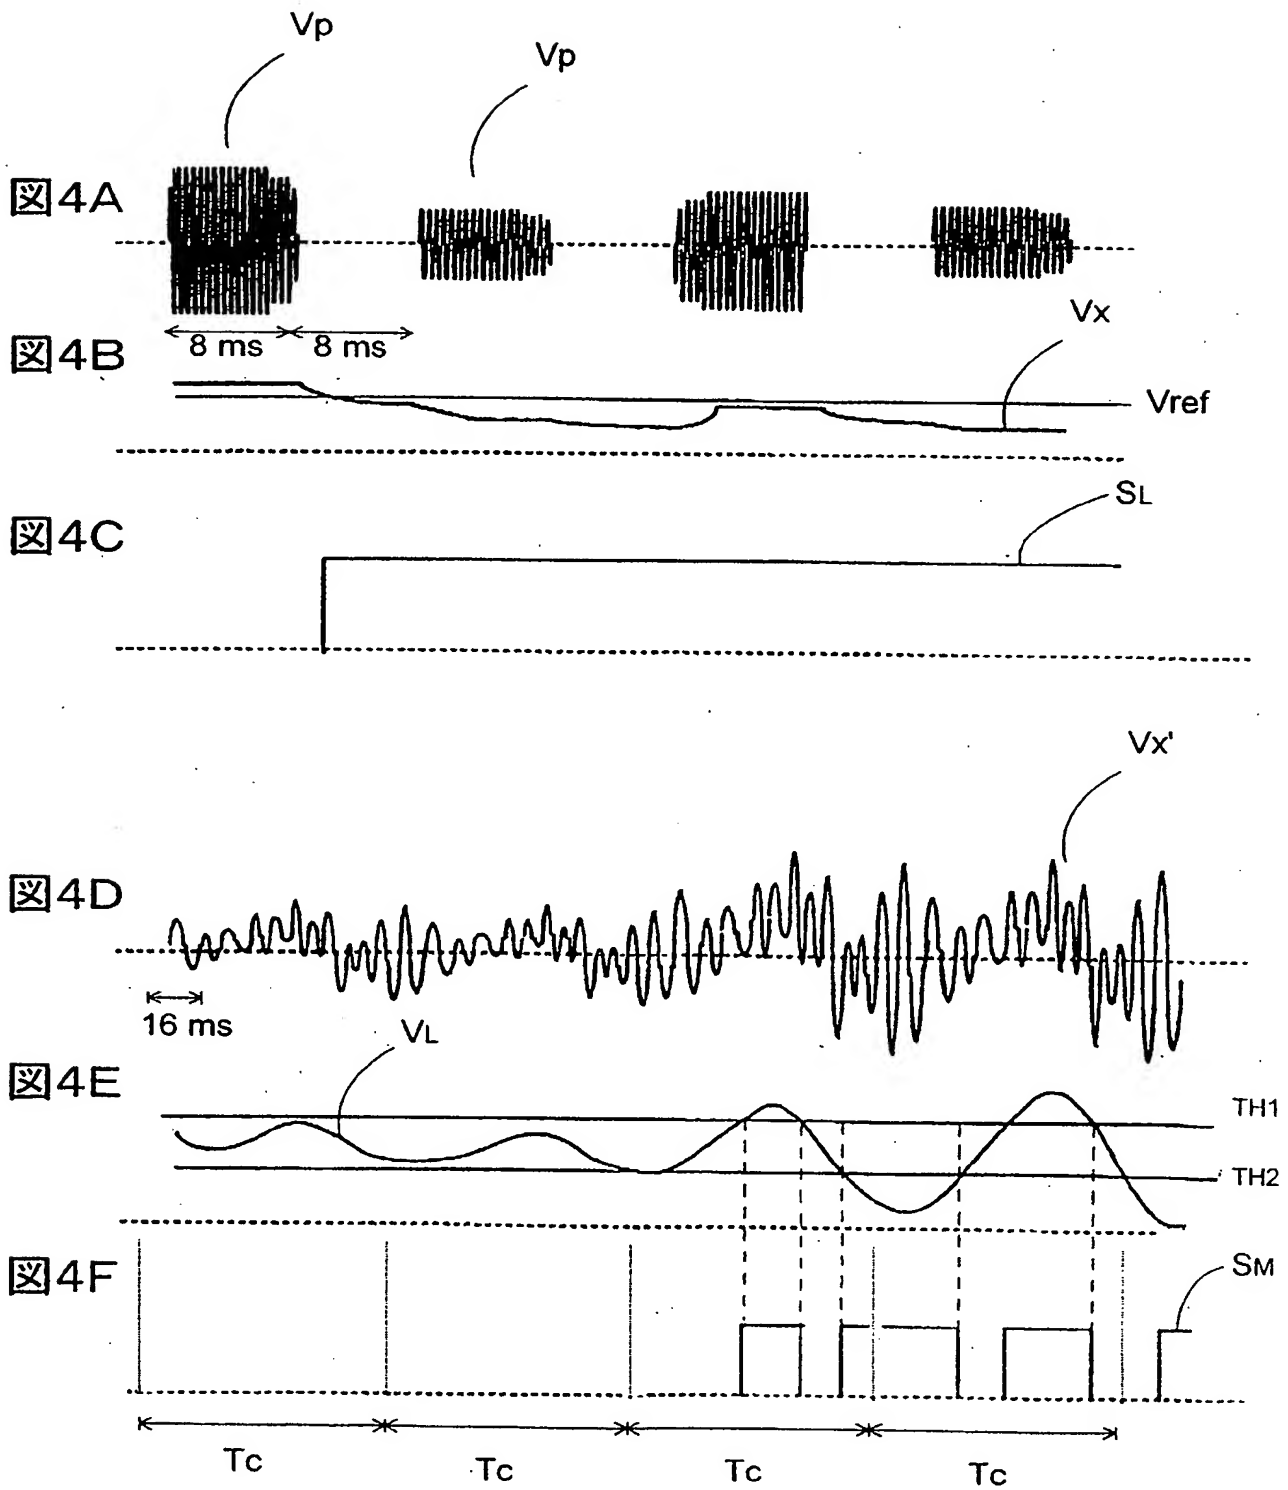 Vp
Vp
図4A
8 ms
8 ms
図4B
Vx
Vref
図4C
SL
Vx'
図4D
16 ms
VL
図4E
TH1
TH2
図4F
SM
Tc
Tc
Tc
Tc